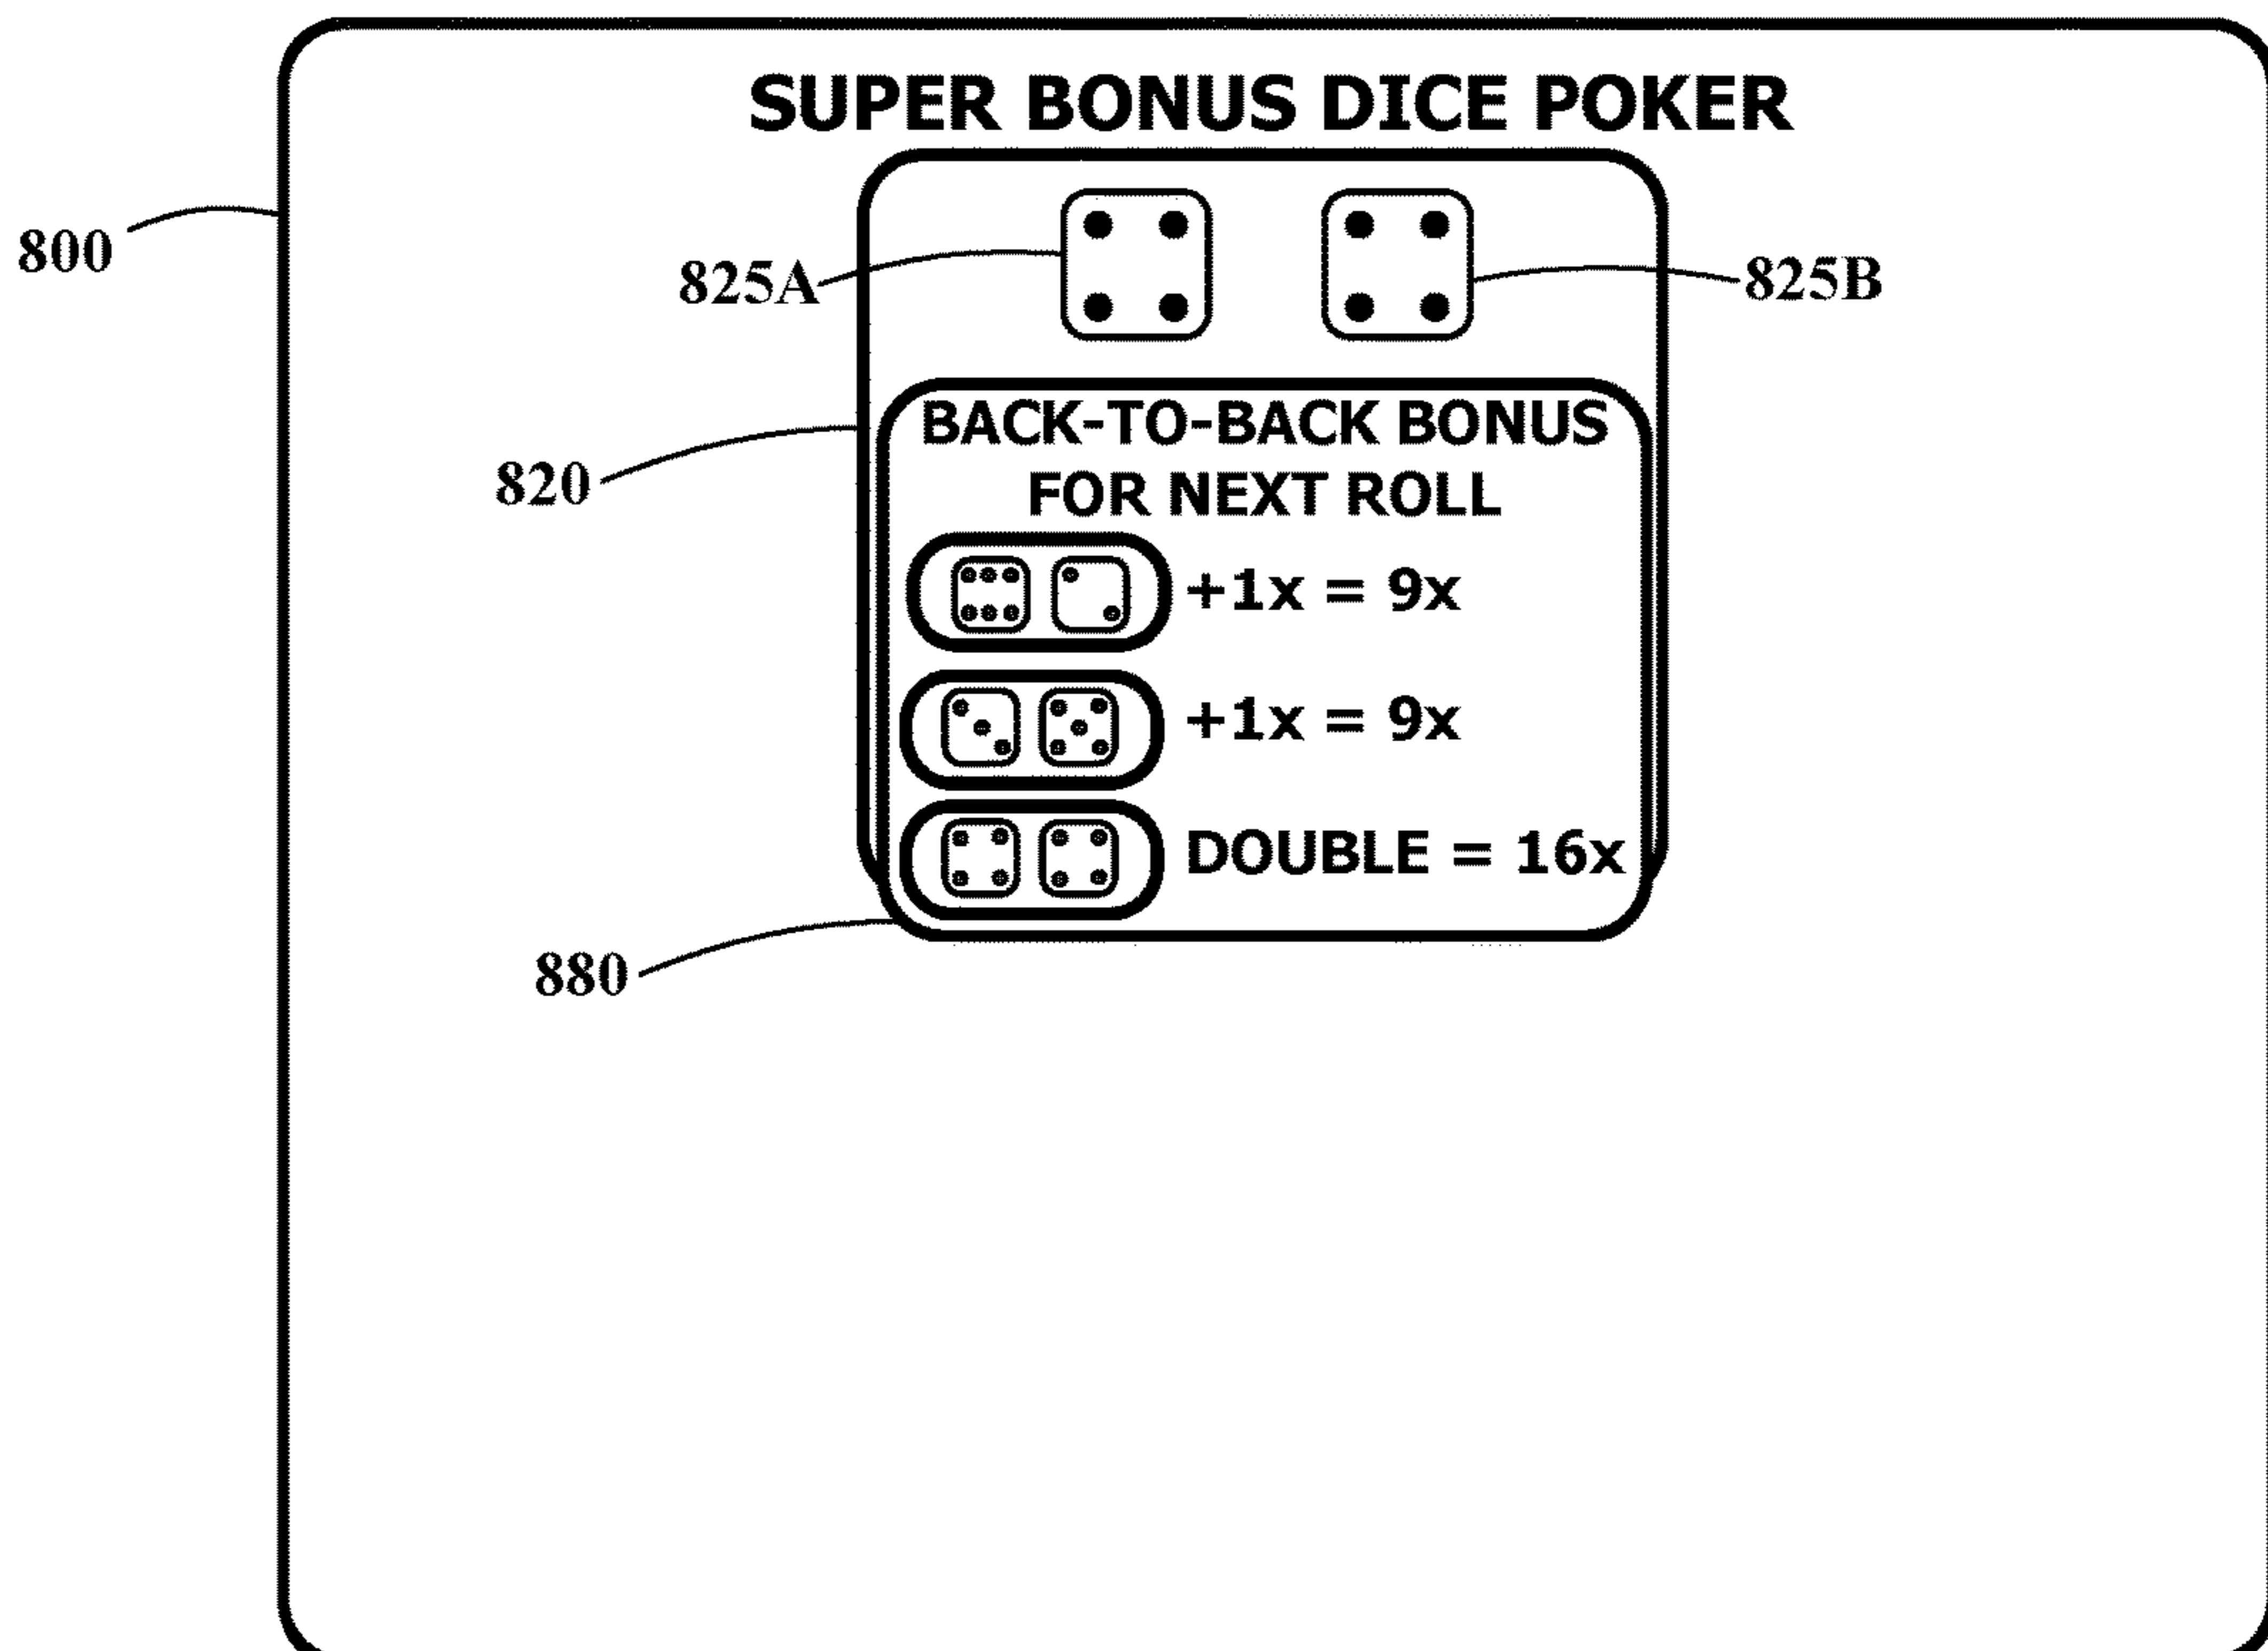 SUPER BONUS DICE POKER
800
825A
825B
BACK-TO-BACK BONUS
820
FOR NEXT ROLL
+1x = 9x
+1x = 9x
DOUBLE = 16x
880